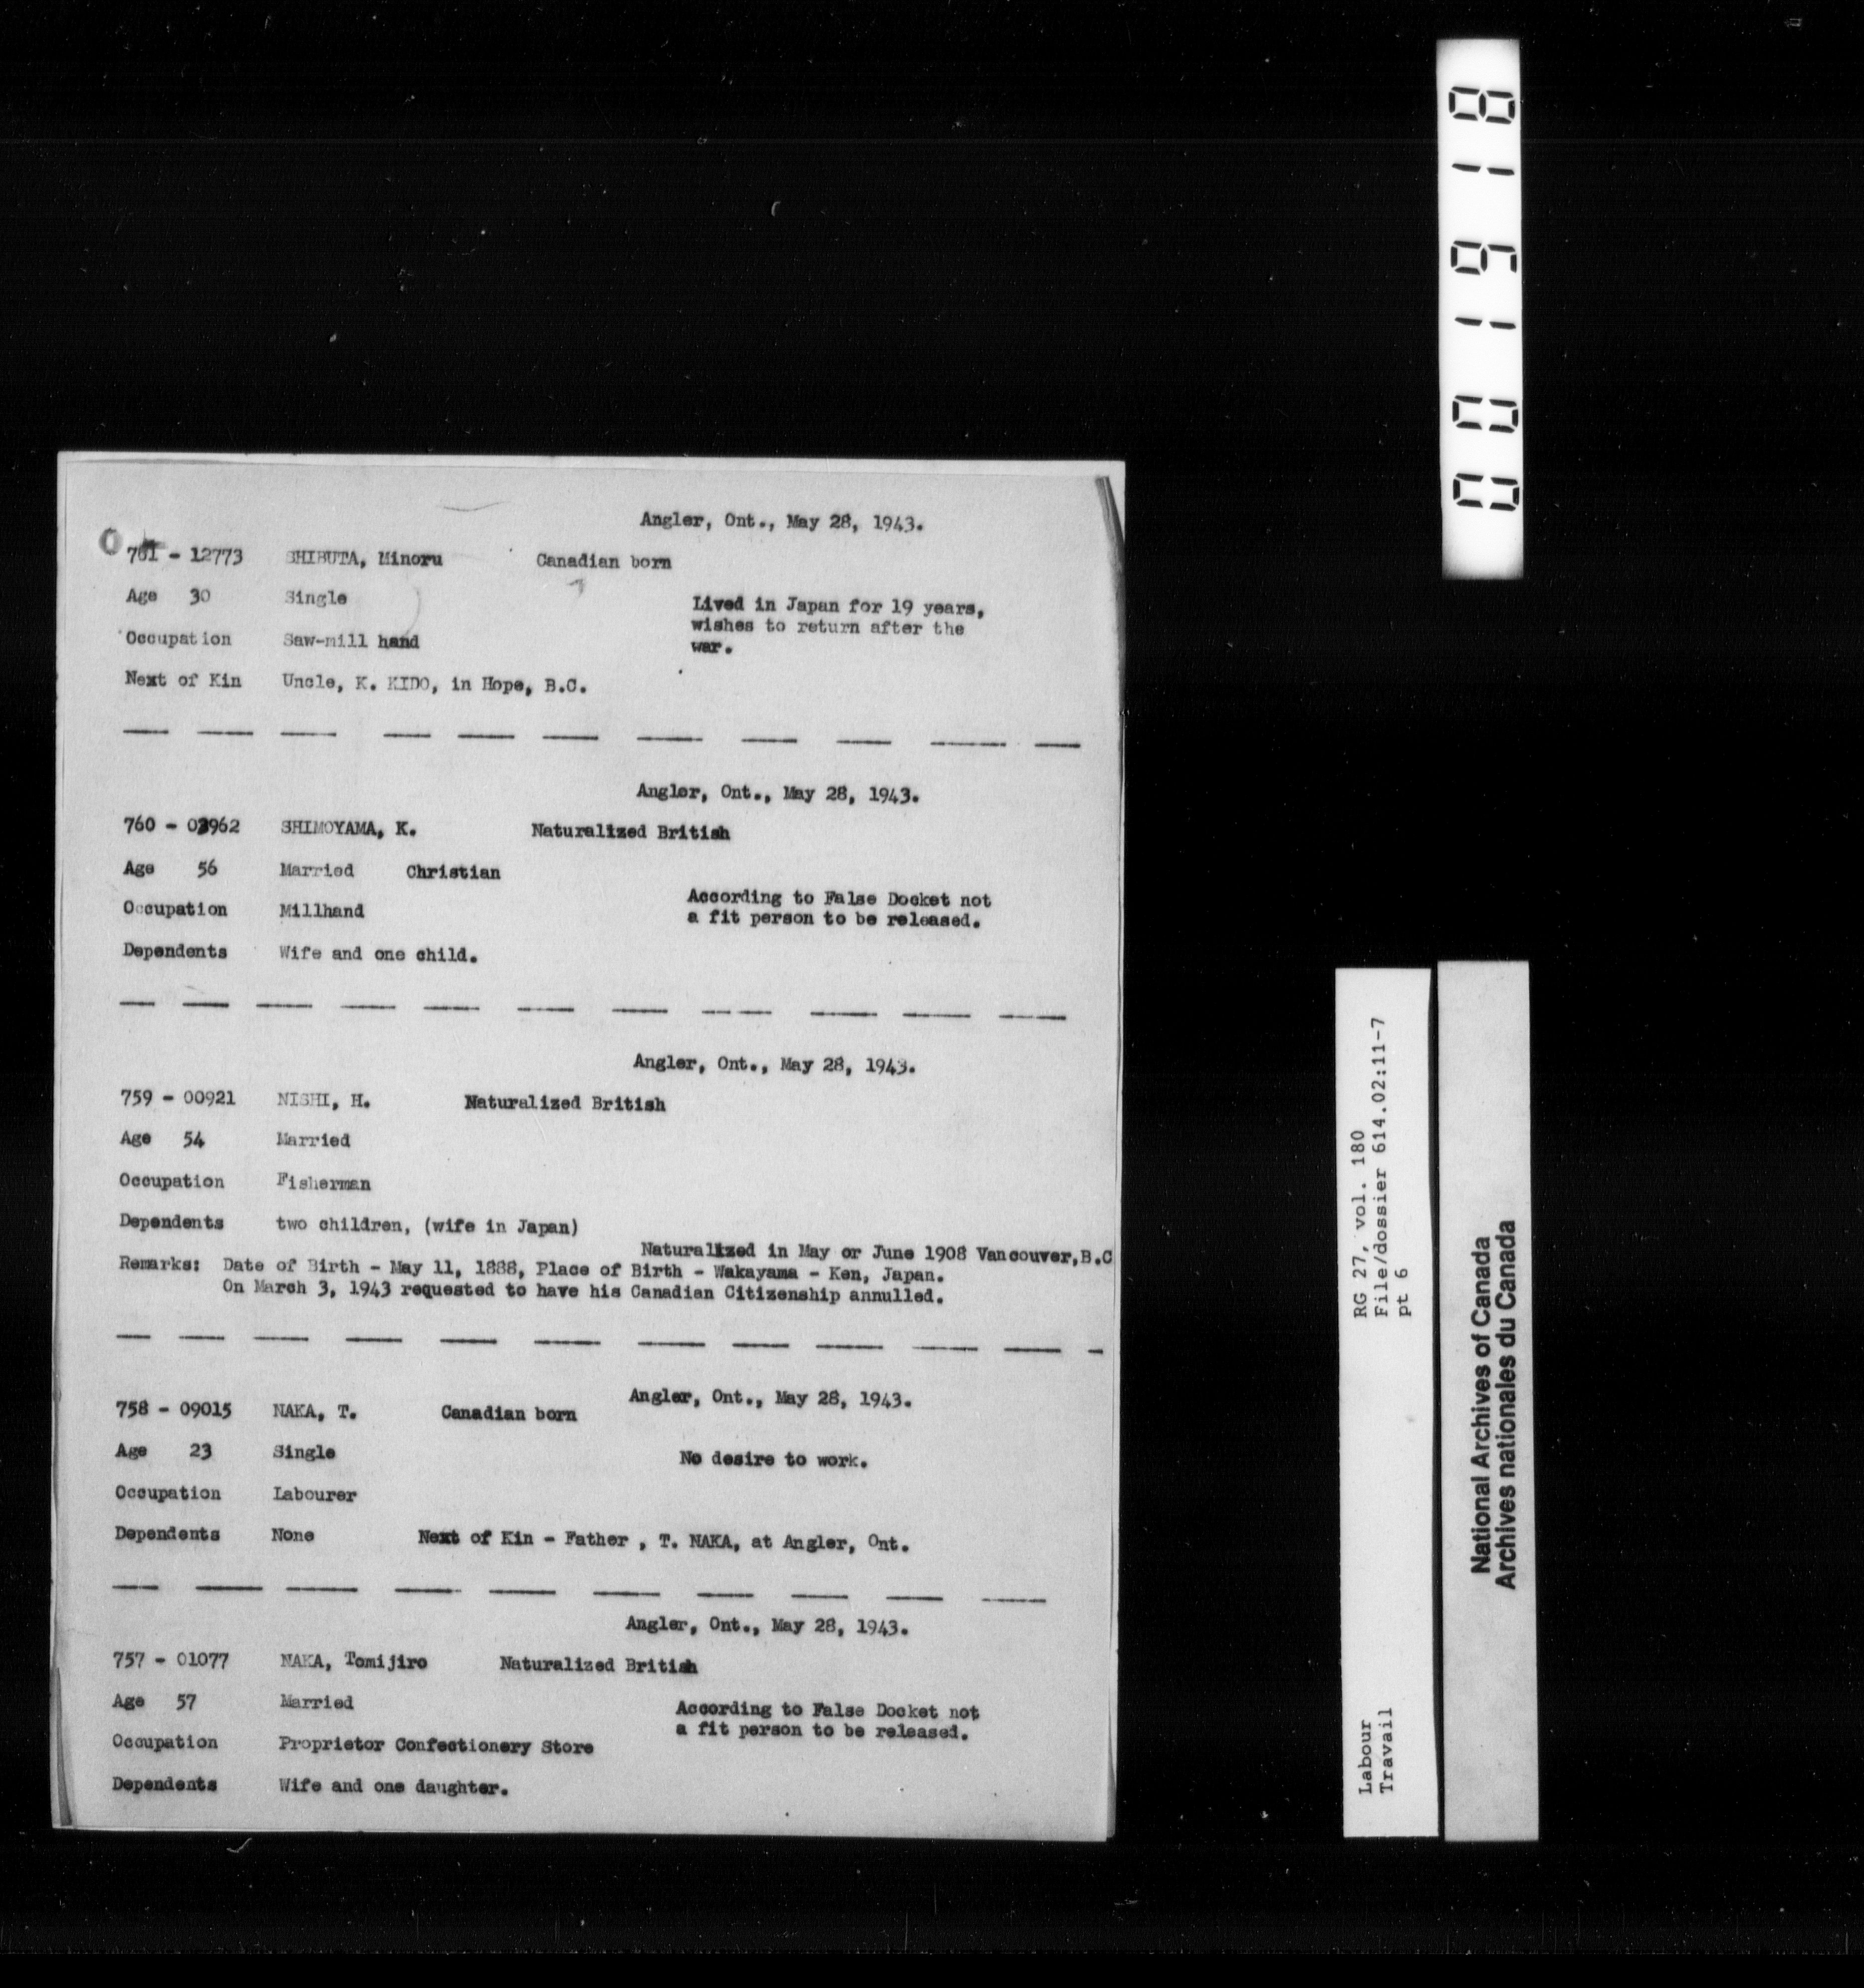 Angler, Ont., May 28, 1943.
761 - 12773 SHIBUTA, Minoru Canadian born
Age 30 Single
Lived in Japan for 19 years,
wishes to return after the
war.
Occupation Saw-mill hand
Next of Kin Uncle, K. KIDO, in Hope, B.C.
Angler, Ont., May 28, 1943.
760 - 03962 SHIMOYAMA, K. Naturalized British
Age 56 Married Christian
According to False Docket not
a fit person to be released.
Occupation Millhand
Dependents Wife and one child.
Angler, Ont., May 28, 1943.
759 - 00921 NISHI, H. Naturalized British
Age 54 Married
Occupation Fisherman
Dependents two children, (wife in Japan)
Naturalized in May or June 1908 Vancouver,B.C
Remarks: Date of Birth - May 11, 1888, Place of Birth - Wakayama - Ken, Japan.
On March 3, 1943 requested to have his Canadian Citizenship annulled.
Angler, Ont., May 28, 1943.
758 - 09015 NAKA, T. Canadian born
Age 23 Single No desire to work.
Occupation Labourer
Dependents None Next of Kin - Father , T. NAKA, at Angler, Ont.
Angler, Ont., May 28, 1943.
757 - 01077 NAKA, Tomijiro Naturalized British
Age 57 Married
According to False Docket not
a fit person to be released.
Occupation Proprietor Confectionery Store
Dependents Wife and one daughter.
001918
RG 27, vol. 180
File/dossier 614.02:11-7
pt 6
Labour
Travail
National Archives of Canada
Archives nationales du Canada